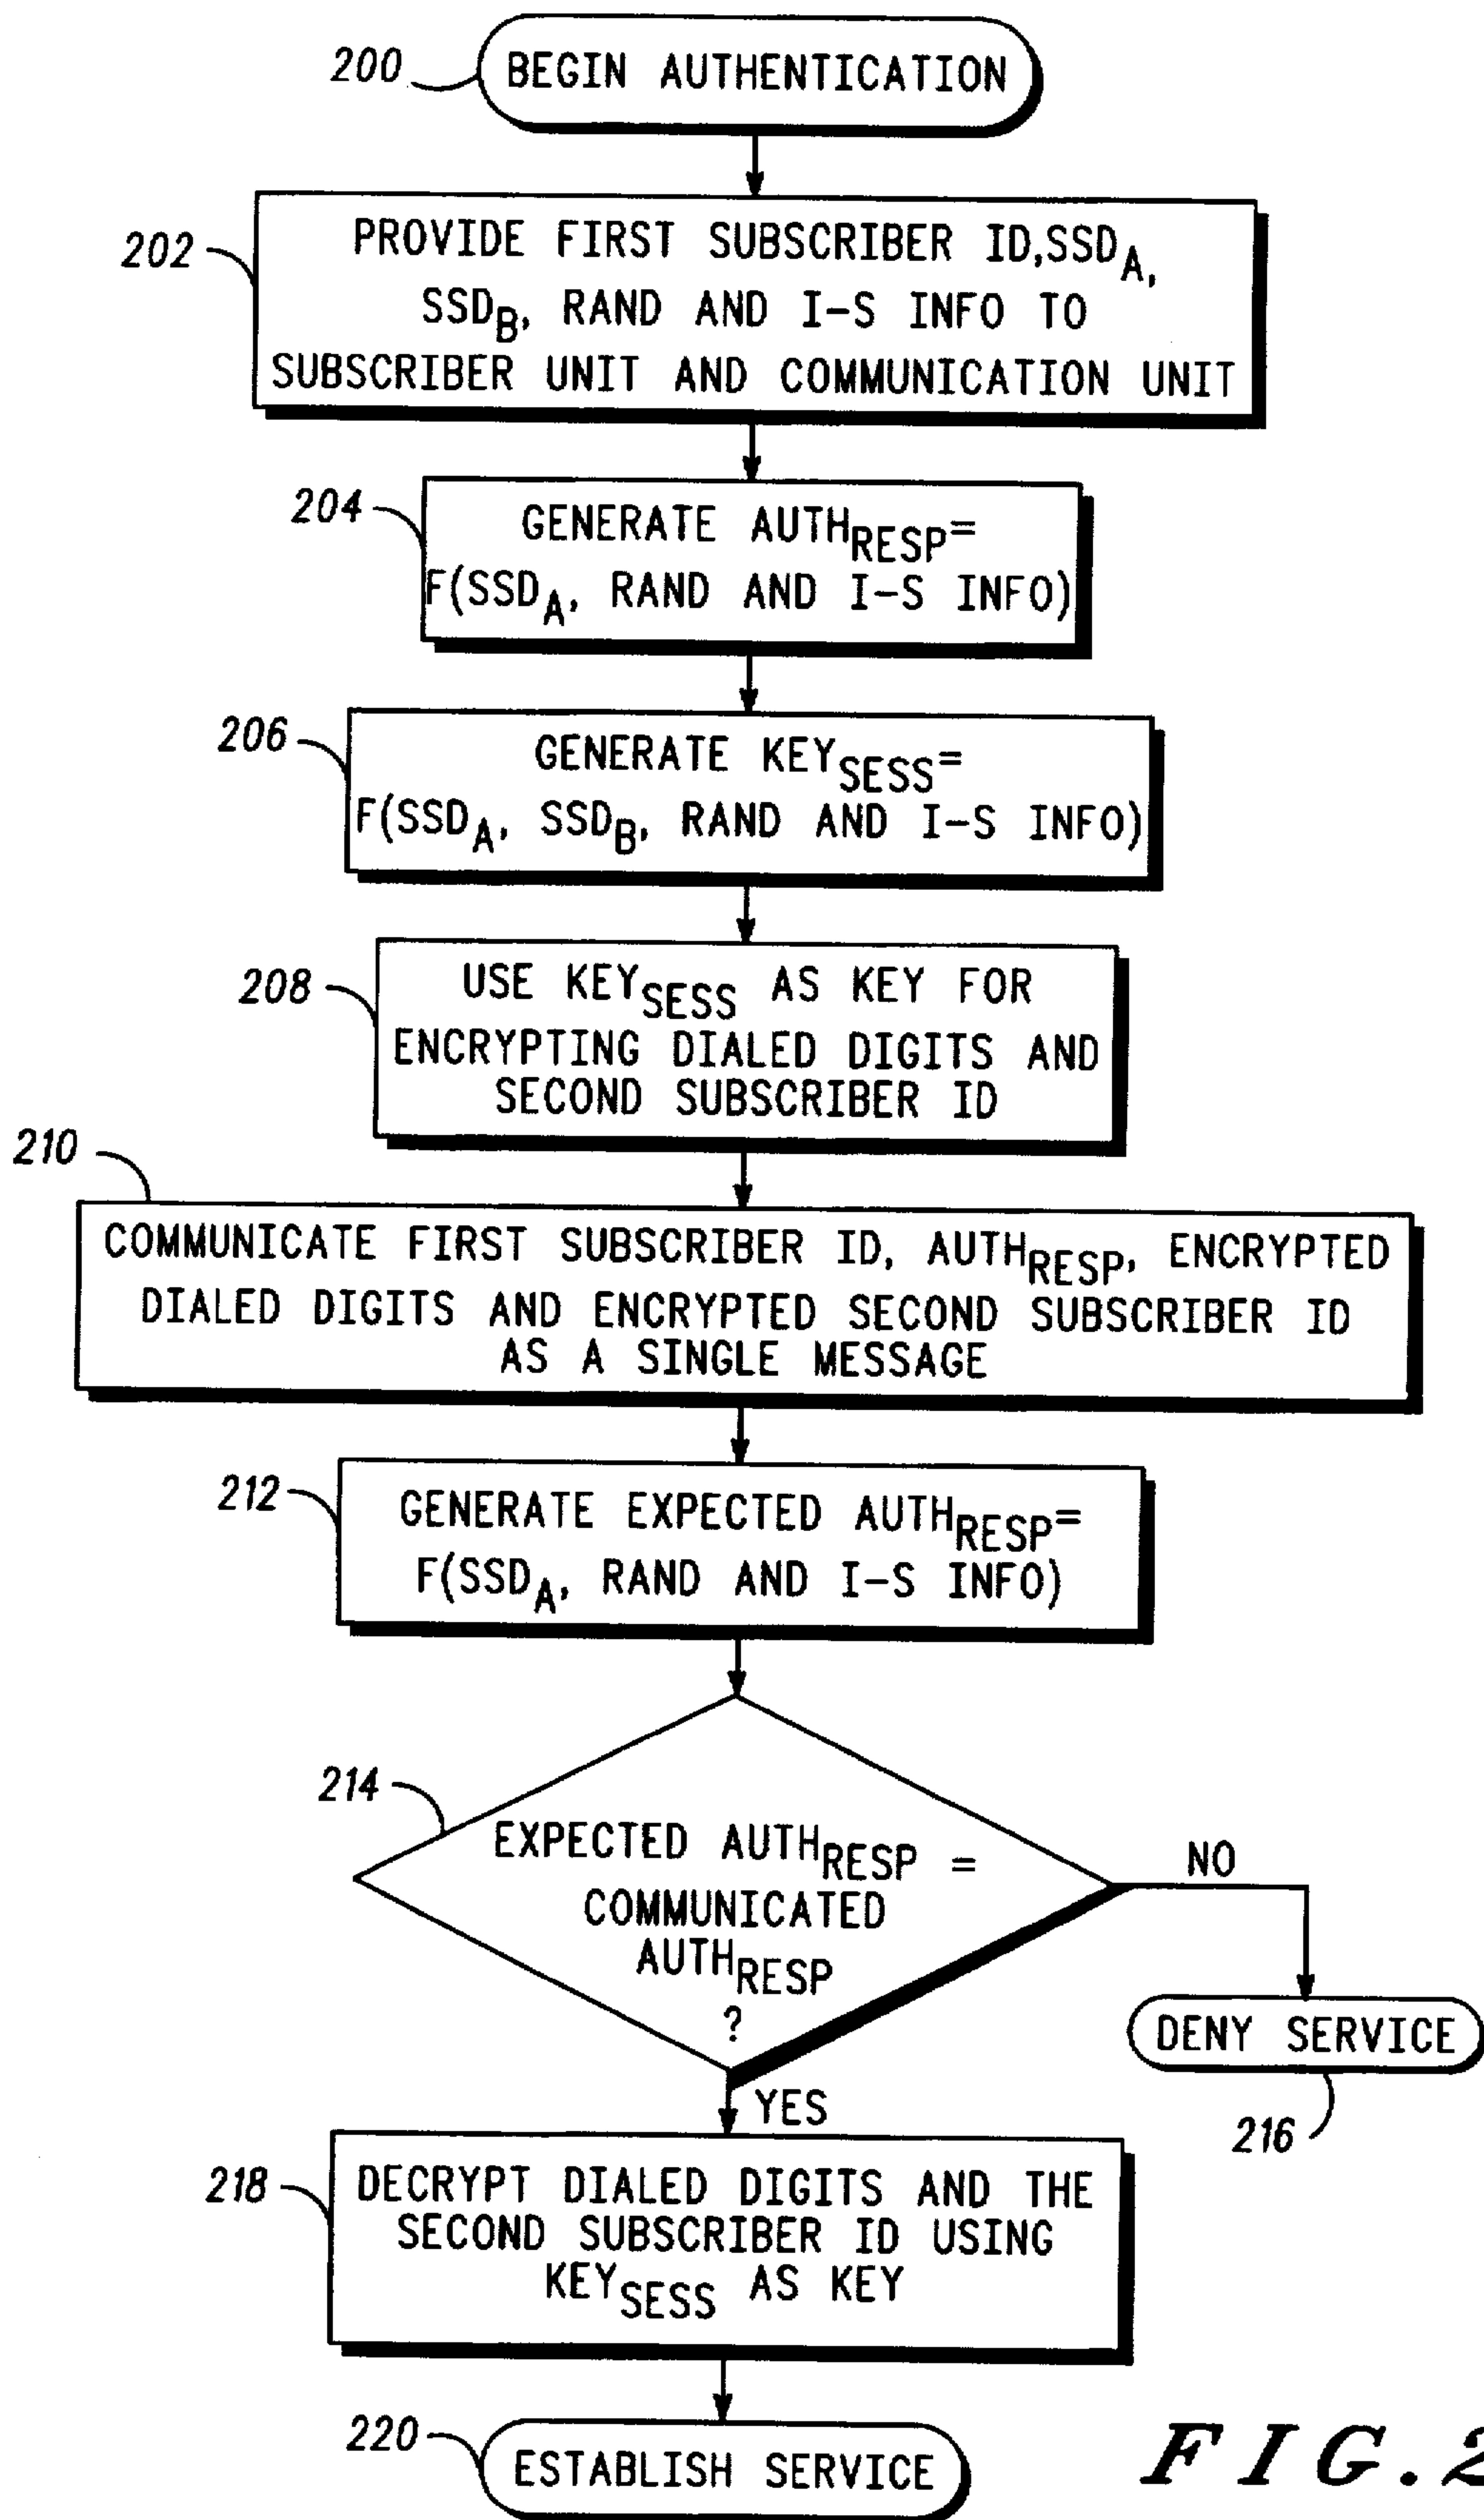 200
BEGIN AUTHENTICATION
202
PROVIDE FIRST SUBSCRIBER ID,SSDA,
SSDB, RAND AND I-S INFO TO
SUBSCRIBER UNIT AND COMMUNICATION UNIT
204
GENERATE AUTHRESP=
F(SSDA, RAND AND I-S INFO)
206
GENERATE KEYSESS=
F(SSDA, SSDB, RAND AND I-S INFO)
208
USE KEYSESS AS KEY FOR
ENCRYPTING DIALED DIGITS AND
SECOND SUBSCRIBER ID
210
COMMUNICATE FIRST SUBSCRIBER ID, AUTHRESP, ENCRYPTED
DIALED DIGITS AND ENCRYPTED SECOND SUBSCRIBER ID
AS A SINGLE MESSAGE
212
GENERATE EXPECTED AUTHRESP=
F(SSDA, RAND AND I-S INFO)
214
EXPECTED AUTHRESP =
COMMUNICATED
AUTHRESP
?
NO
DENY SERVICE
216
YES
218
DECRYPT DIALED DIGITS AND THE
SECOND SUBSCRIBER ID USING
KEYSESS AS KEY
220
ESTABLISH SERVICE
FIG.2